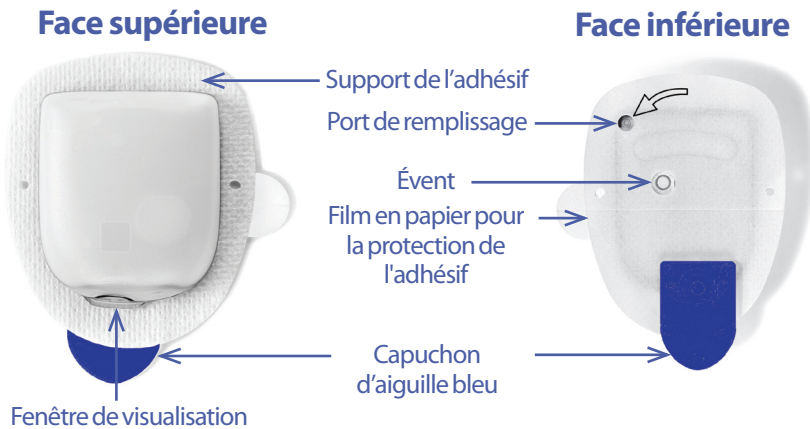 Face supérieure
Face inférieure
Support de l'adhésif
Port de remplissage
Évent
Film en papier pour
la protection de
l'adhésif
Capuchon
d'aiguille bleu
Fenêtre de visualisation